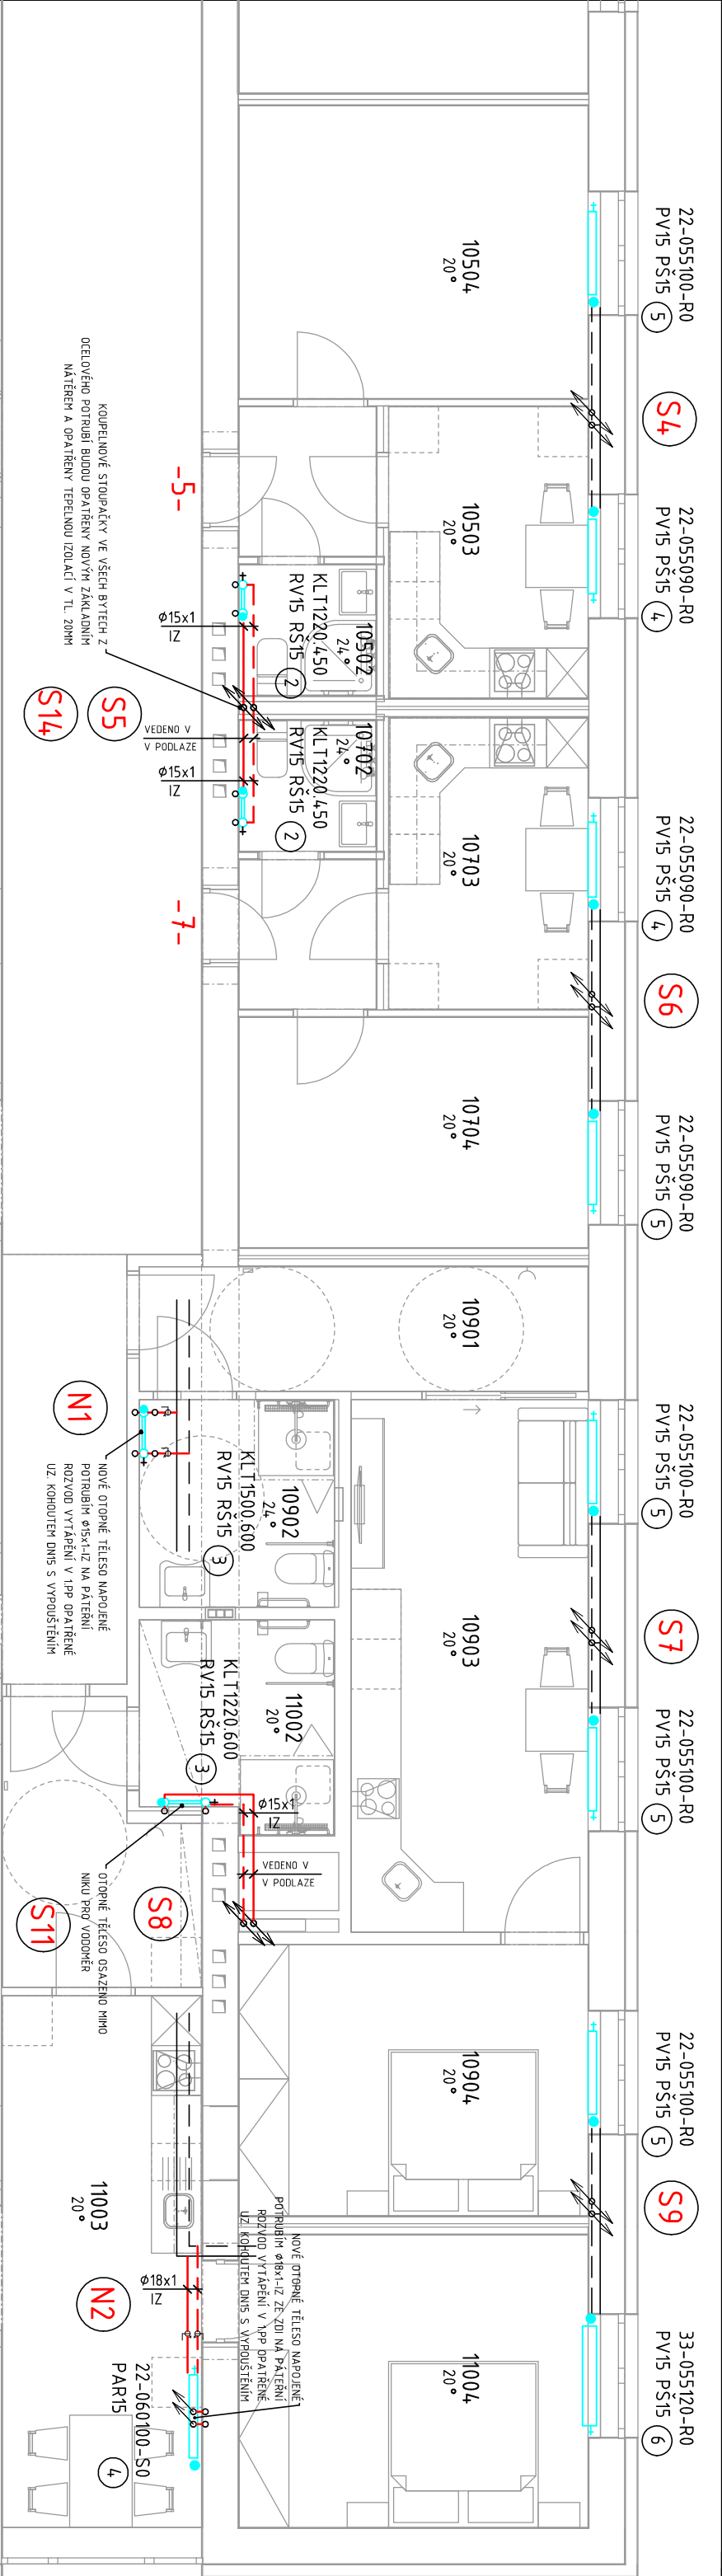 22-055100-R0
PV15 PŠ15
5
S4
22-055090-R0
PV15 PŠ15
4
22-055090-R0
PV15 PŠ15
4
S6
22-055090-R0
PV15 PŠ15
5
22-055100-R0
PV15 PŠ15
5
S7
22-055100-R0
PV15 PŠ15
5
22-055100-R0
PV15 PŠ15
5
S9
33-055120-R0
PV15 PŠ15
6
10504
20°
10503
20°
10703
20°
10704
20°
10901
20°
10903
20°
10904
20°
11004
20°
10502
24°
KLT1220.450
RV15 RŠ15
2
10702
24°
KLT1220.450
RV15 RŠ15
2
10902
24°
KLT1500.600
RV15 RŠ15
3
11002
20°
KLT1220.600
RV15 RŠ15
3
-5-
-7-
Ø15x1
IZ
VEDENO V
V PODLAZE
Ø15x1
IZ
Ø15x1
IZ
VEDENO V
V PODLAZE
KOUPELNOVÉ STOUPAČKY VE VŠECH BYTECH Z
OCELOVÉHO POTRUBÍ BUDOU OPATŘENY NOVÝM ZÁKLADNÍM
NÁTĚREM A OPATŘENY TEPELNOU IZOLACÍ V TL. 20MM
S5
S14
N1
NOVÉ OTOPNÉ TĚLESO NAPOJENÉ
POTRUBÍM Ø15x1-IZ NA PÁTEŘNÍ
ROZVOD VYTÁPĚNÍ V 1.PP OPATŘENÉ
UZ. KOHOUTEM DN15 S VYPOUŠTĚNÍM
S8
S11
OTOPNÉ TĚLESO OSAZENO MIMO
NIKU PRO VODOMĚR
NOVÉ OTOPNÉ TĚLESO NAPOJENÉ
POTRUBÍM Ø18x1-IZ ZE ZDI NA PÁTEŘNÍ
ROZVOD VYTÁPĚNÍ V 1.PP OPATŘENÉ
UZ. KOHOUTEM DN15 S VYPOUŠTĚNÍM
11003
20°
Ø18x1
IZ
N2
22-060100-S0
PAR15
4